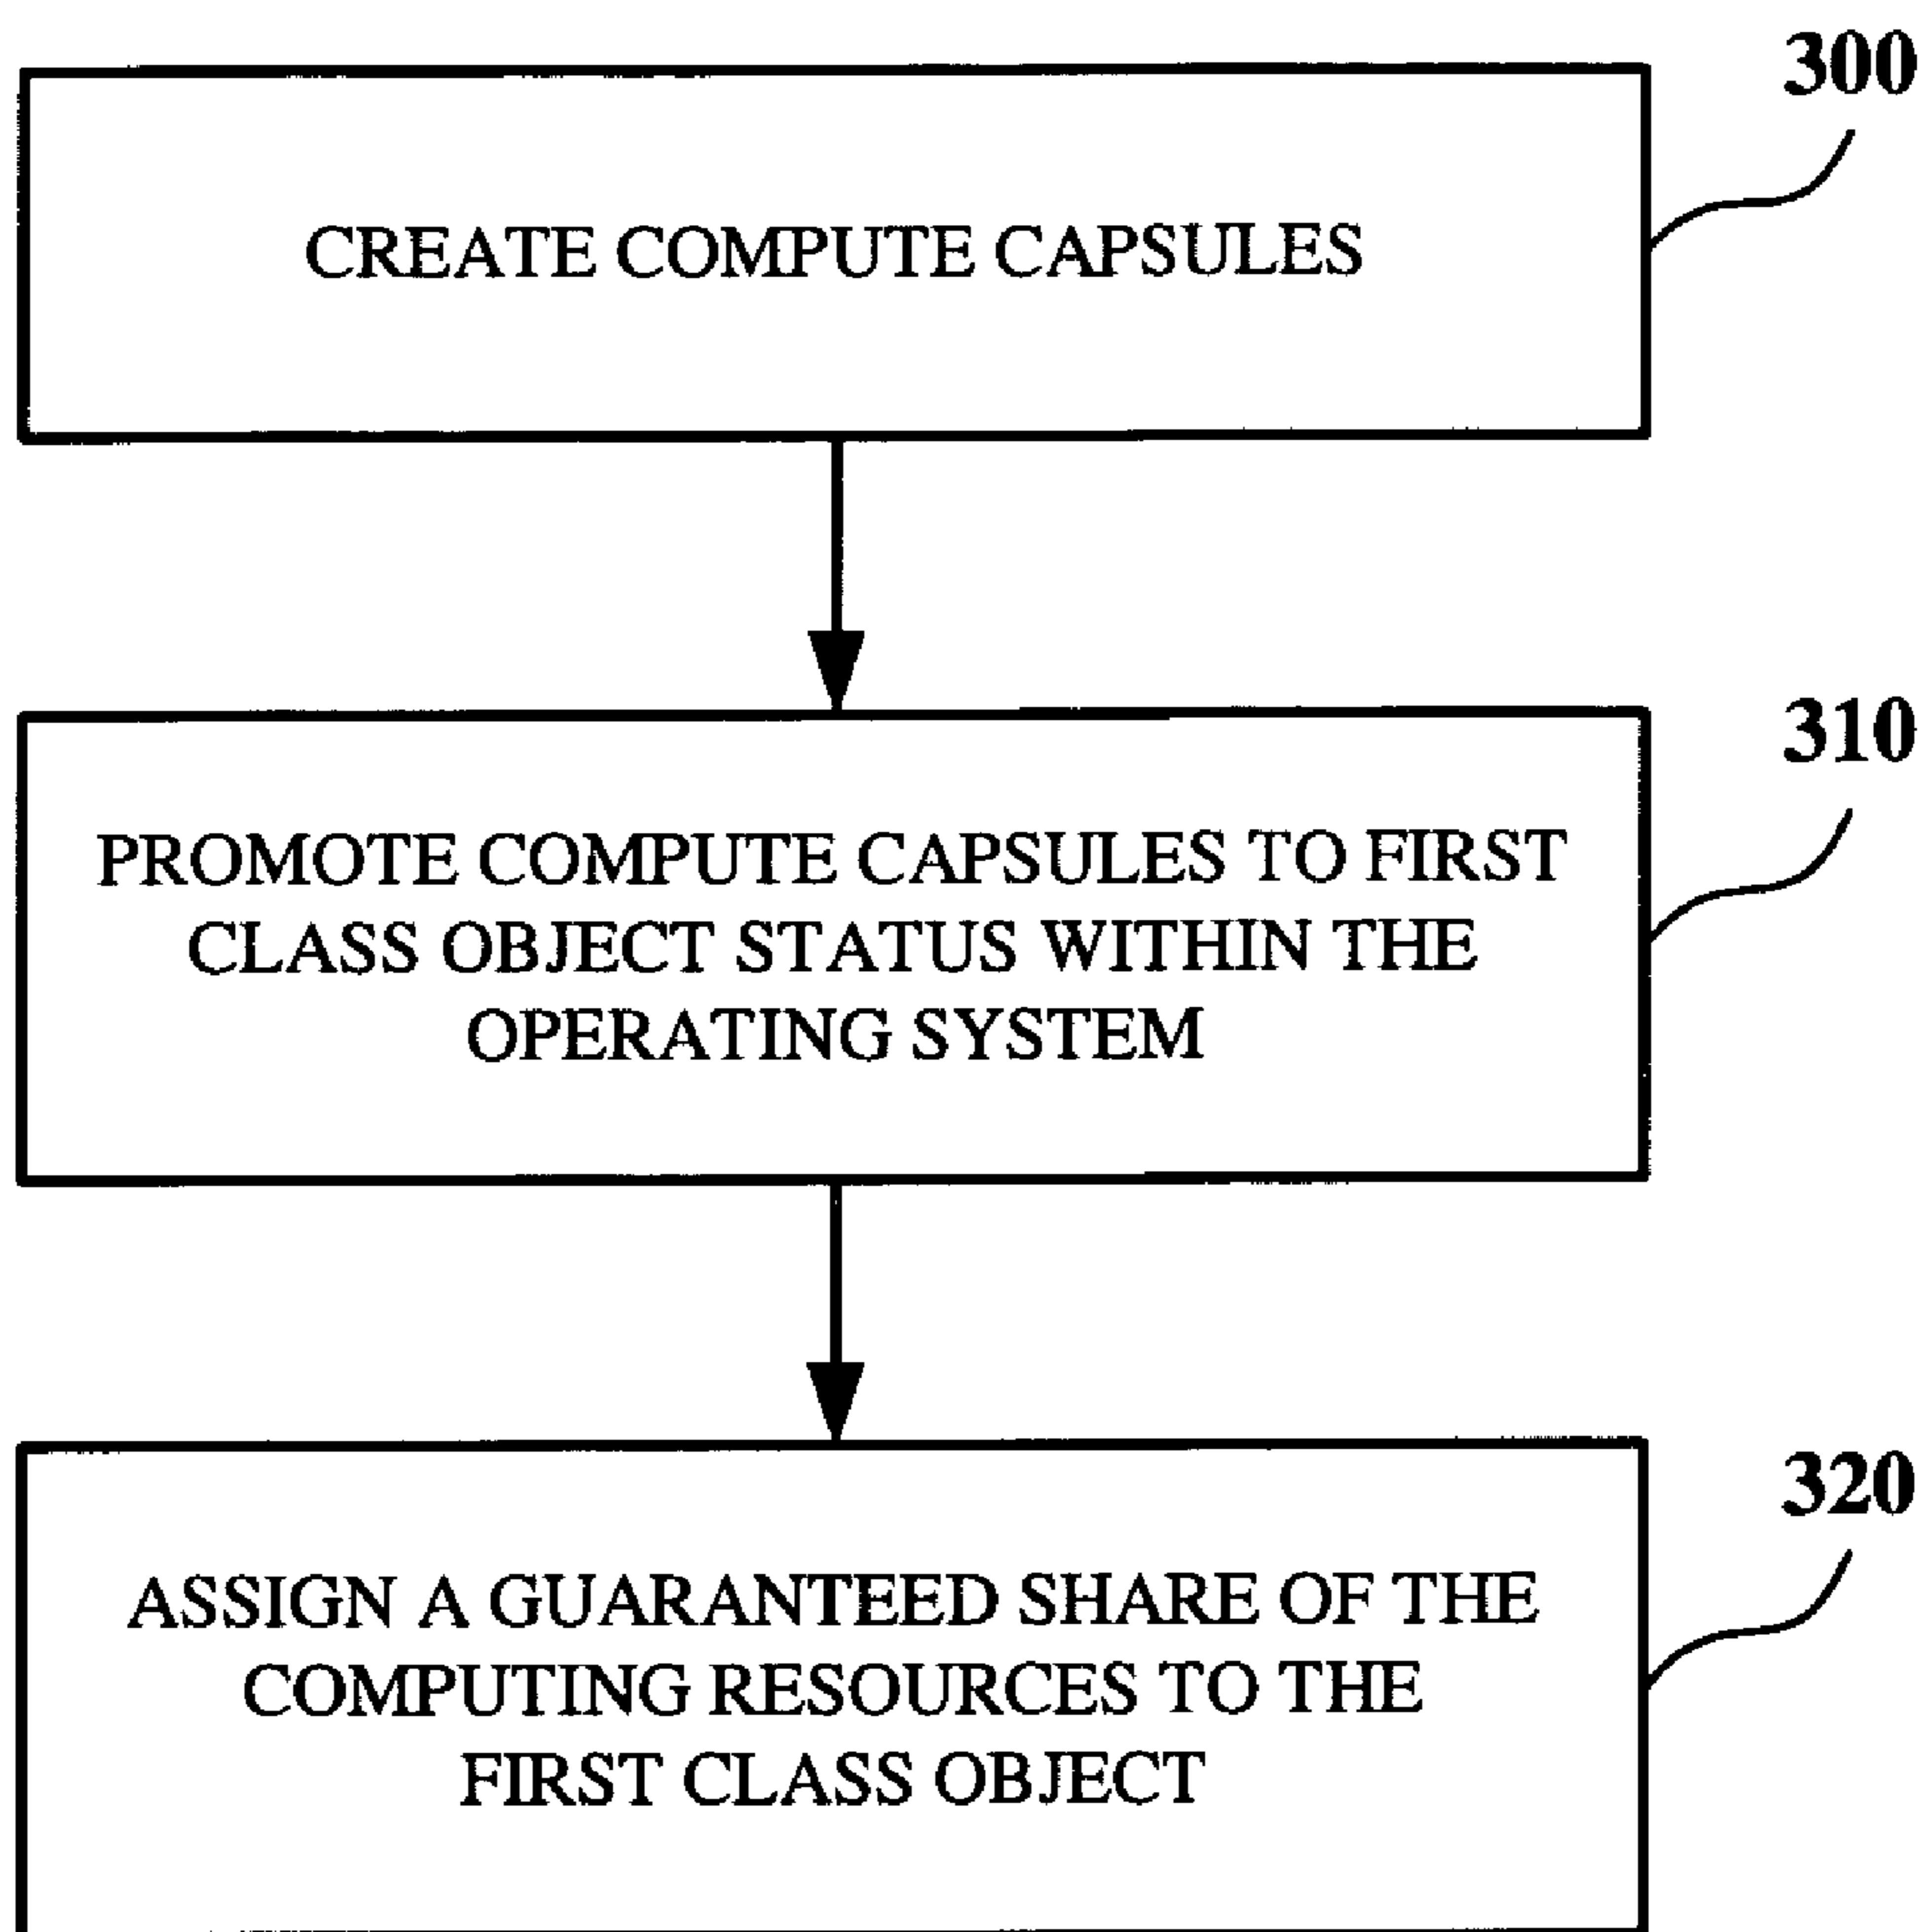 300
CREATE COMPUTE CAPSULES
310
PROMOTE COMPUTE CAPSULES TO FIRST
CLASS OBJECT STATUS WITHIN THE
OPERATING SYSTEM
320
ASSIGN A GUARANTEED SHARE OF THE
COMPUTING RESOURCES TO THE
FIRST CLASS OBJECT